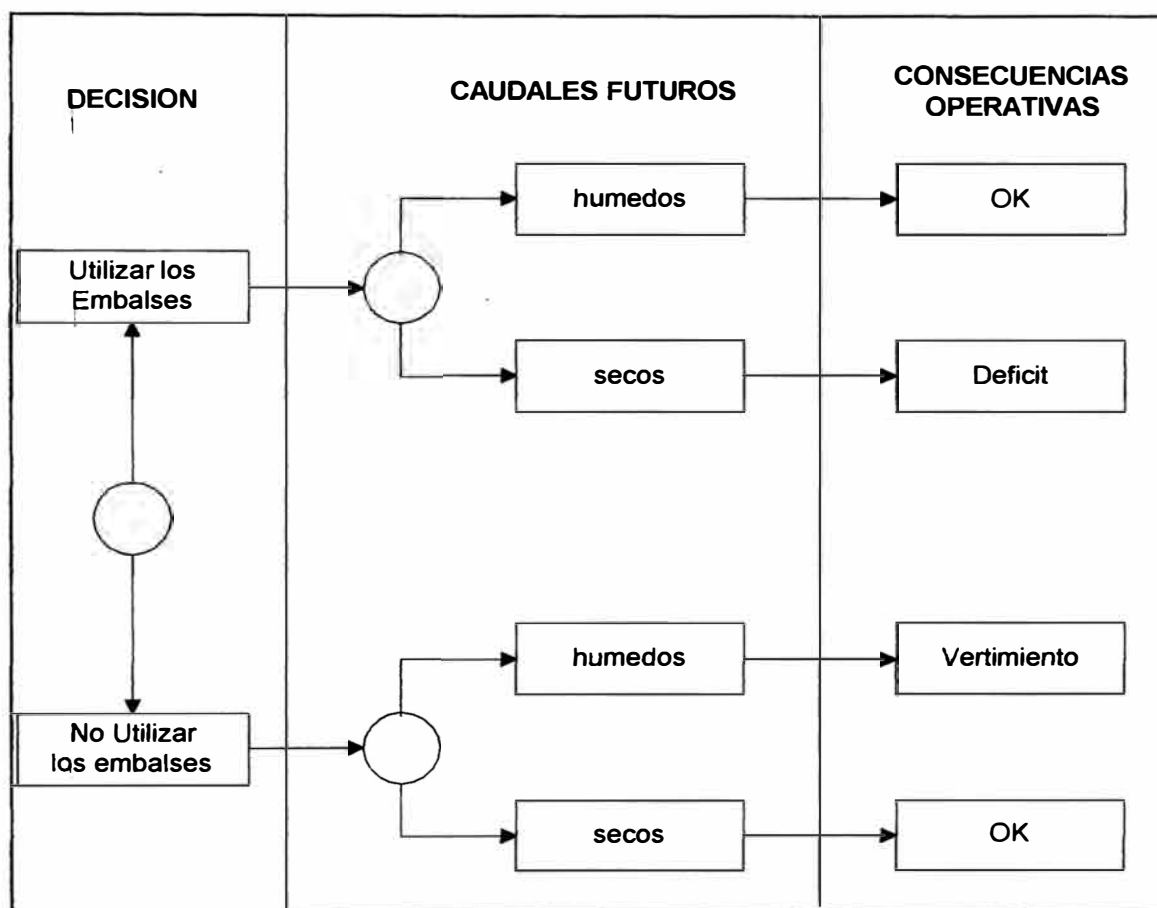 DECISION
CAUDALES FUTUROS
CONSECUENCIAS
OPERATIVAS
humedos
OK
Utilizar los
Embalses
secos
Deficit
humedos
Vertimiento
No Utilizar
los embalses
secos
OK